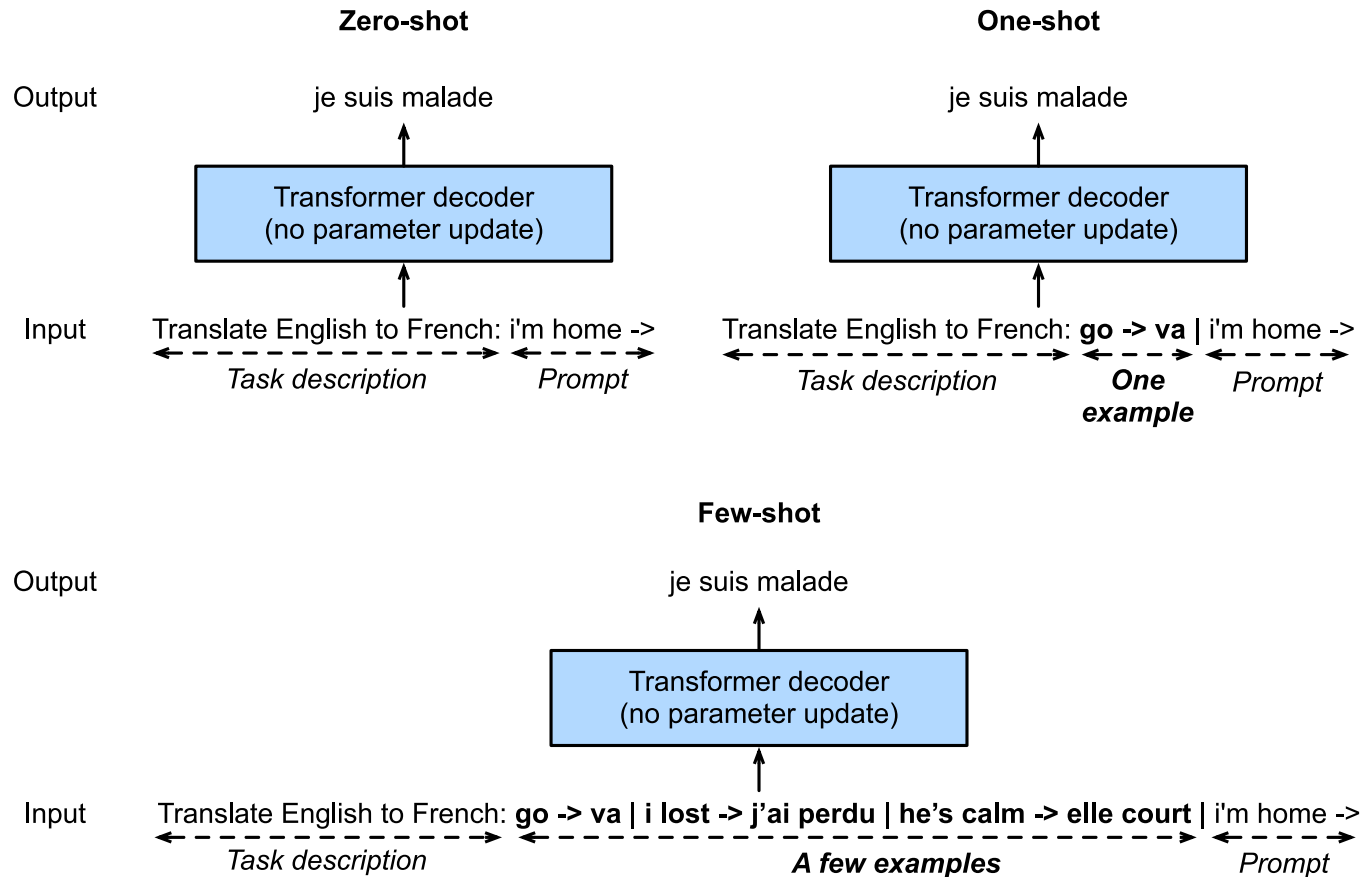 Zero-shot
One-shot
Output
je suis malade
je suis malade
Transformer decoder
(no parameter update)
Transformer decoder
(no parameter update)
Input
Translate English to French: i'm home ->
Translate English to French: go -> va | i'm home ->
Task description
Prompt
Task description
One
example
Prompt
Few-shot
Output
je suis malade
Transformer decoder
(no parameter update)
Input
Translate English to French: go -> va | i lost -> j’ai perdu | he’s calm -> elle court | i'm home ->
Task description
A few examples
Prompt